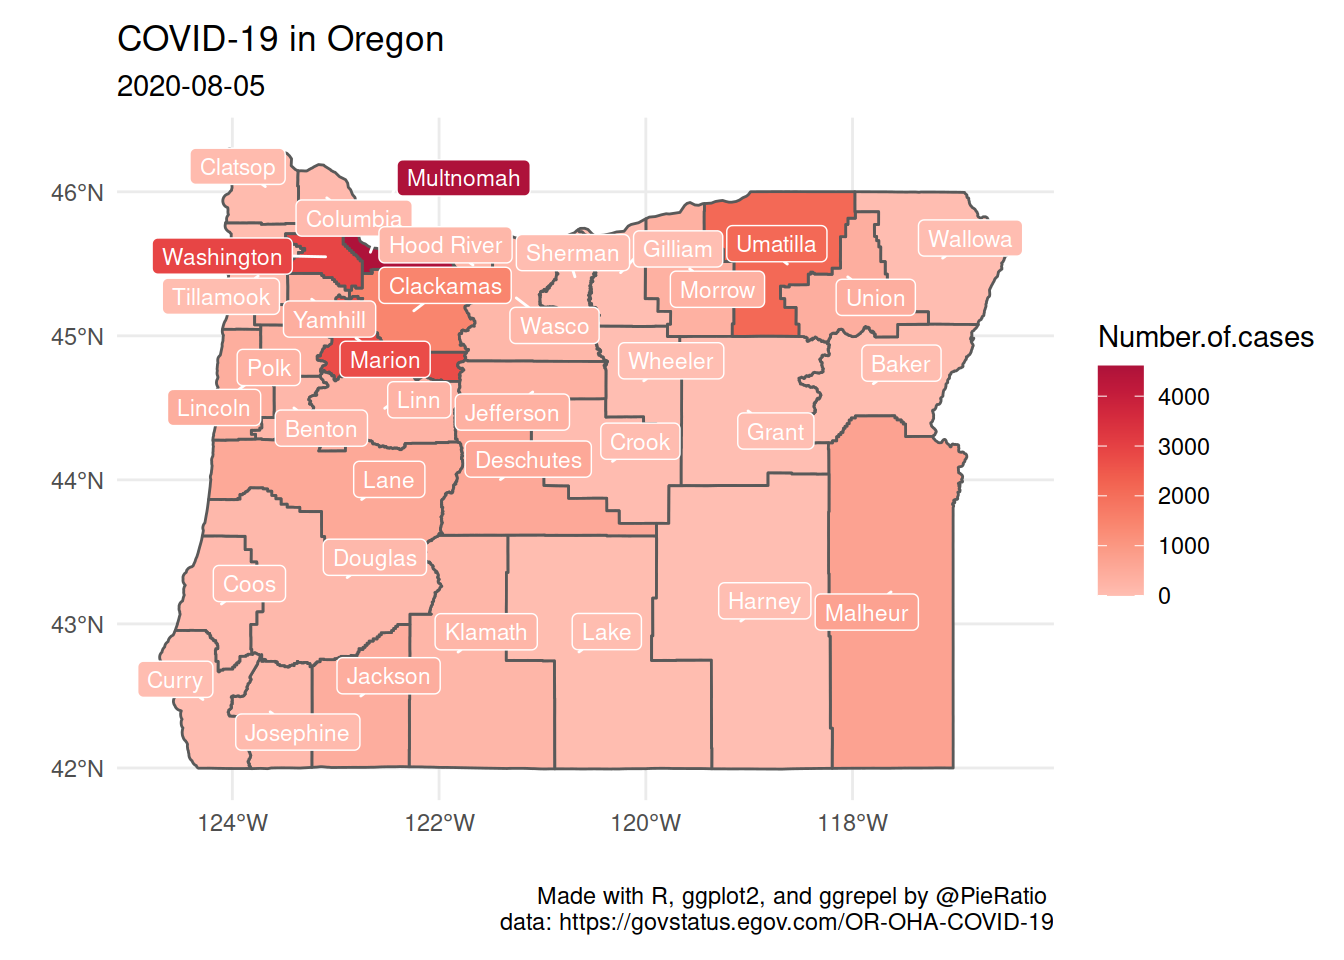 COVID-19 in Oregon
2020-08-05
Clatsop
Multnomah
46°N
Columbia
Hood River
Sherman
Gilliam
Umatilla
Wallowa
Washington
Tillamook
Clackamas
Morrow
Union
Yamhill
Wasco
45°N
Marion
Wheeler
Baker
Polk
Lincoln
Linn
Jefferson
Benton
Crook
Grant
Deschutes
44°N
Lane
Douglas
Coos
Harney
Malheur
43°N
Klamath
Lake
Curry
Jackson
Josephine
42°N
124°W 122°W 120°W 118°W
Number.of.cases
4000
3000
2000
1000
0
Made with R, ggplot2, and ggrepel by @PieRatio
data: https://govstatus.egov.com/OR-OHA-COVID-19